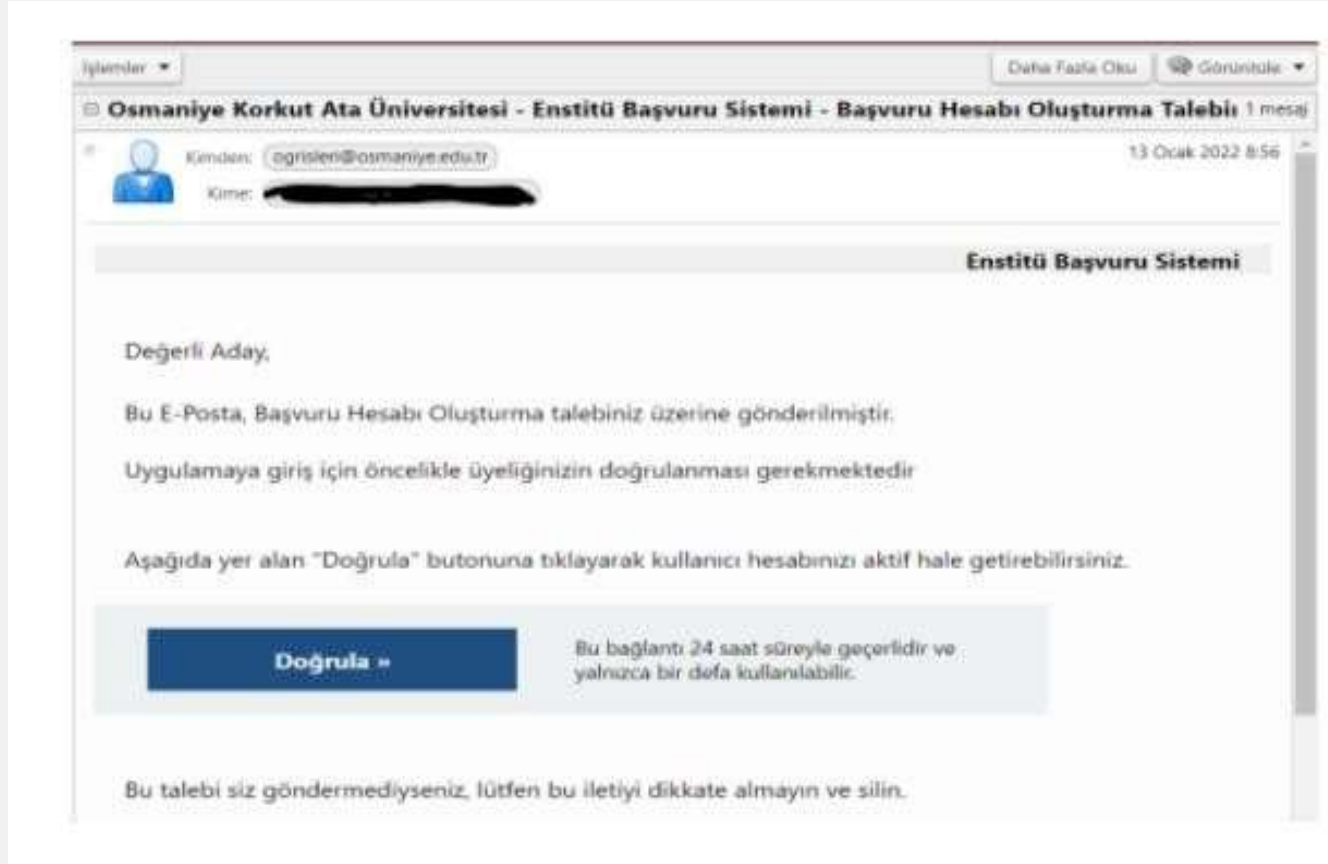 İşlemler
Daha Fazla Oku Görüntüle
Osmaniye Korkut Ata Üniversitesi - Enstitü Başvuru Sistemi - Başvuru Hesabı Oluşturma Talebi 1 mesaj
Kimden: ogrisleri@osmaniye.edu.tr 13 Ocak 2022 8:56
Kime:
Enstitü Başvuru Sistemi
Değerli Aday,
Bu E-Posta, Başvuru Hesabı Oluşturma talebiniz üzerine gönderilmiştir.
Uygulamaya giriş için öncelikle üyeliğinizin doğrulanması gerekmektedir
Aşağıda yer alan "Doğrula" butonuna tıklayarak kullanıcı hesabınızı aktif hale getirebilirsiniz.
Doğrula »
Bu bağlantı 24 saat süreyle geçerlidir ve
yalnızca bir defa kullanılabilir.
Bu talebi siz göndermediyseniz, lütfen bu iletiyi dikkate almayın ve silin.